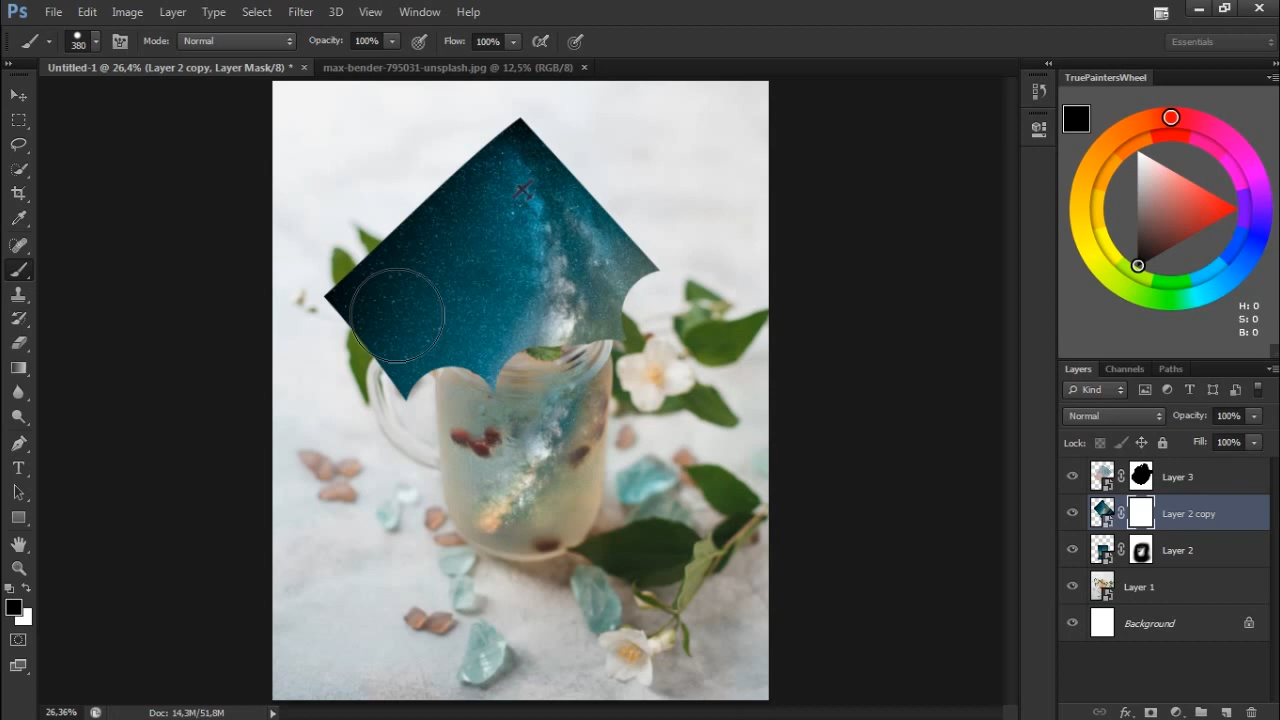 Ps File Edit Image Layer Type Select Filter 3D View Window Help
380 Mode: Normal Opacity: 100% Flow: 100% Essentials
Untitled-1 @ 26,4% (Layer 2 copy, Layer Mask/8) * × max-bender-795031-unsplash.jpg @ 12,5% (RGB/8) ×
TruePaintersWheel
H: 0
S: 0
B: 0
Layers Channels Paths
Kind
Normal Opacity: 100%
Lock: Fill: 100%
Layer 3
Layer 2 copy
Layer 2
Layer 1
Background
26,36% Doc: 14,3M/51,8M